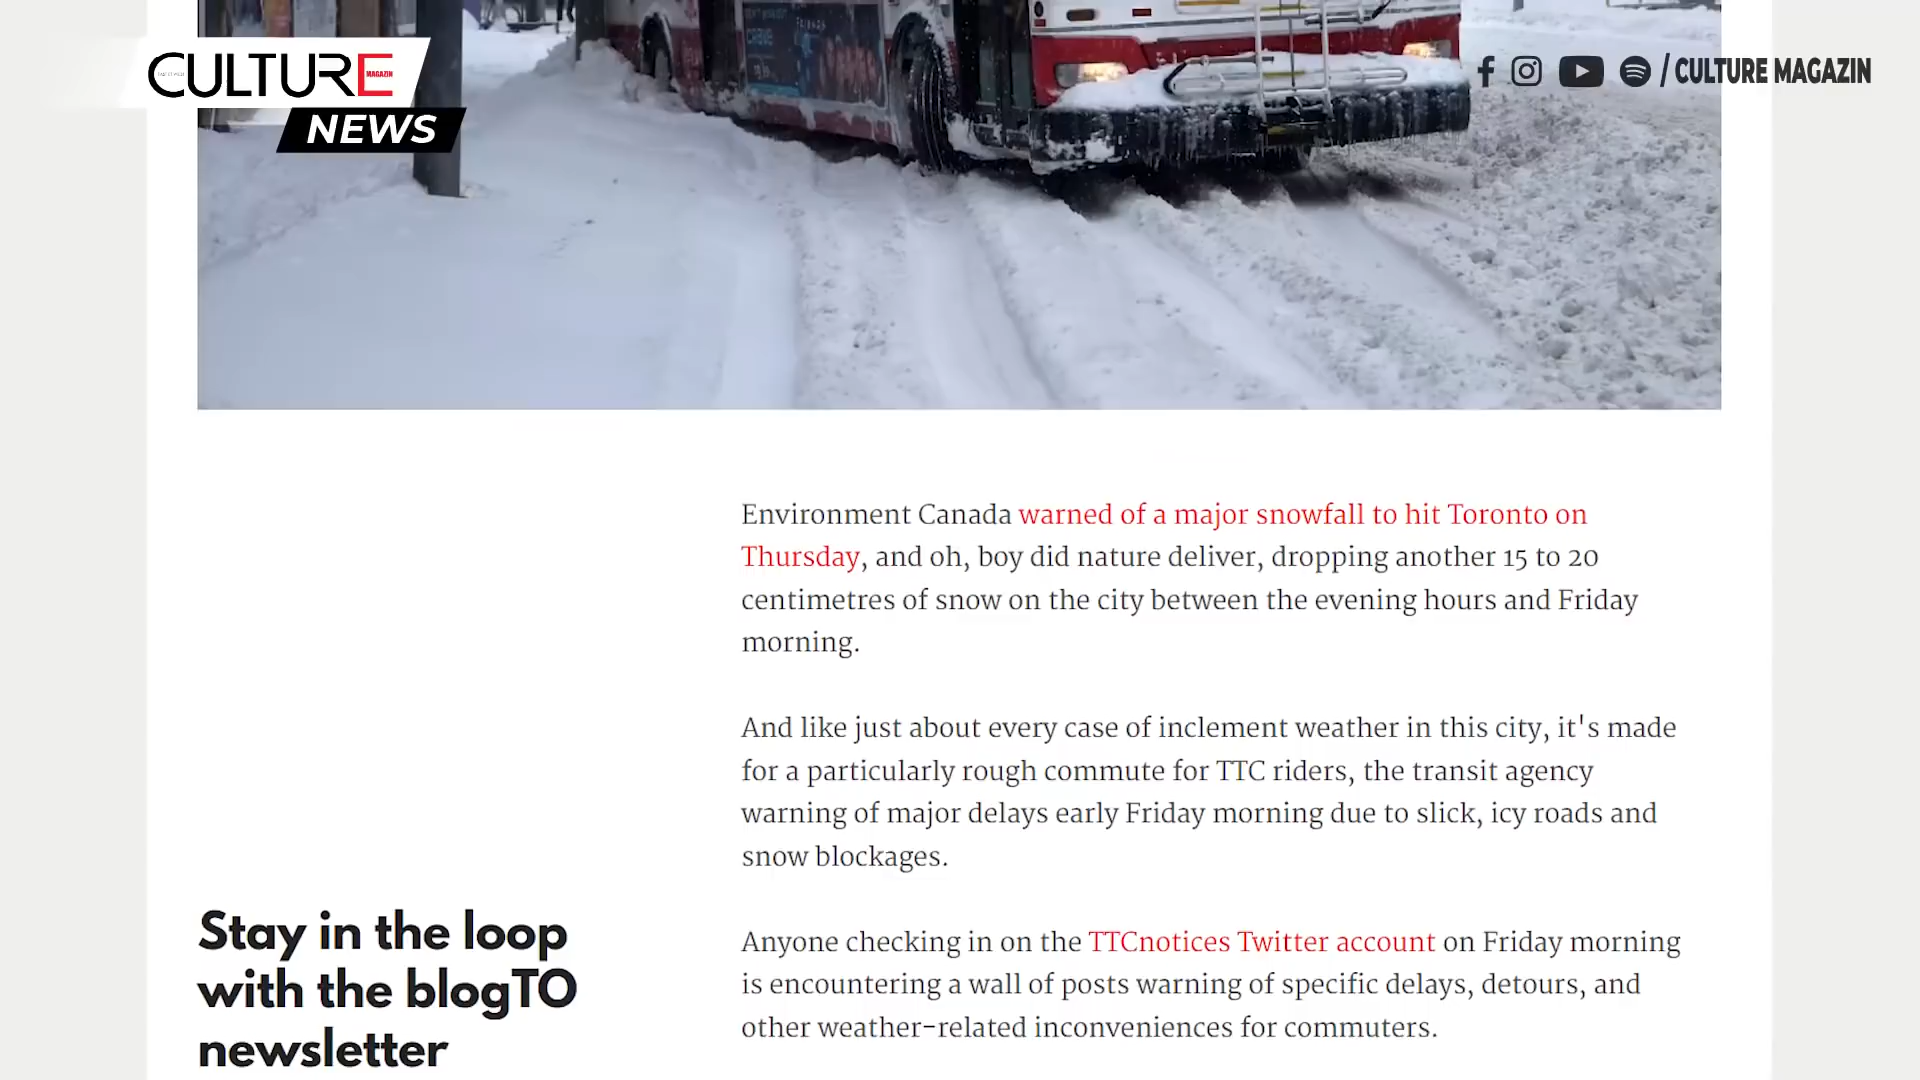 CULTURE
MAGAZIN
NEWS
/ CULTURE MAGAZIN
Environment Canada warned of a major snowfall to hit Toronto on
Thursday, and oh, boy did nature deliver, dropping another 15 to 20
centimetres of snow on the city between the evening hours and Friday
morning.
And like just about every case of inclement weather in this city, it's made
for a particularly rough commute for TTC riders, the transit agency
warning of major delays early Friday morning due to slick, icy roads and
snow blockages.
Anyone checking in on the TTCnotices Twitter account on Friday morning
is encountering a wall of posts warning of specific delays, detours, and
other weather-related inconveniences for commuters.
Stay in the loop
with the blogTO
newsletter